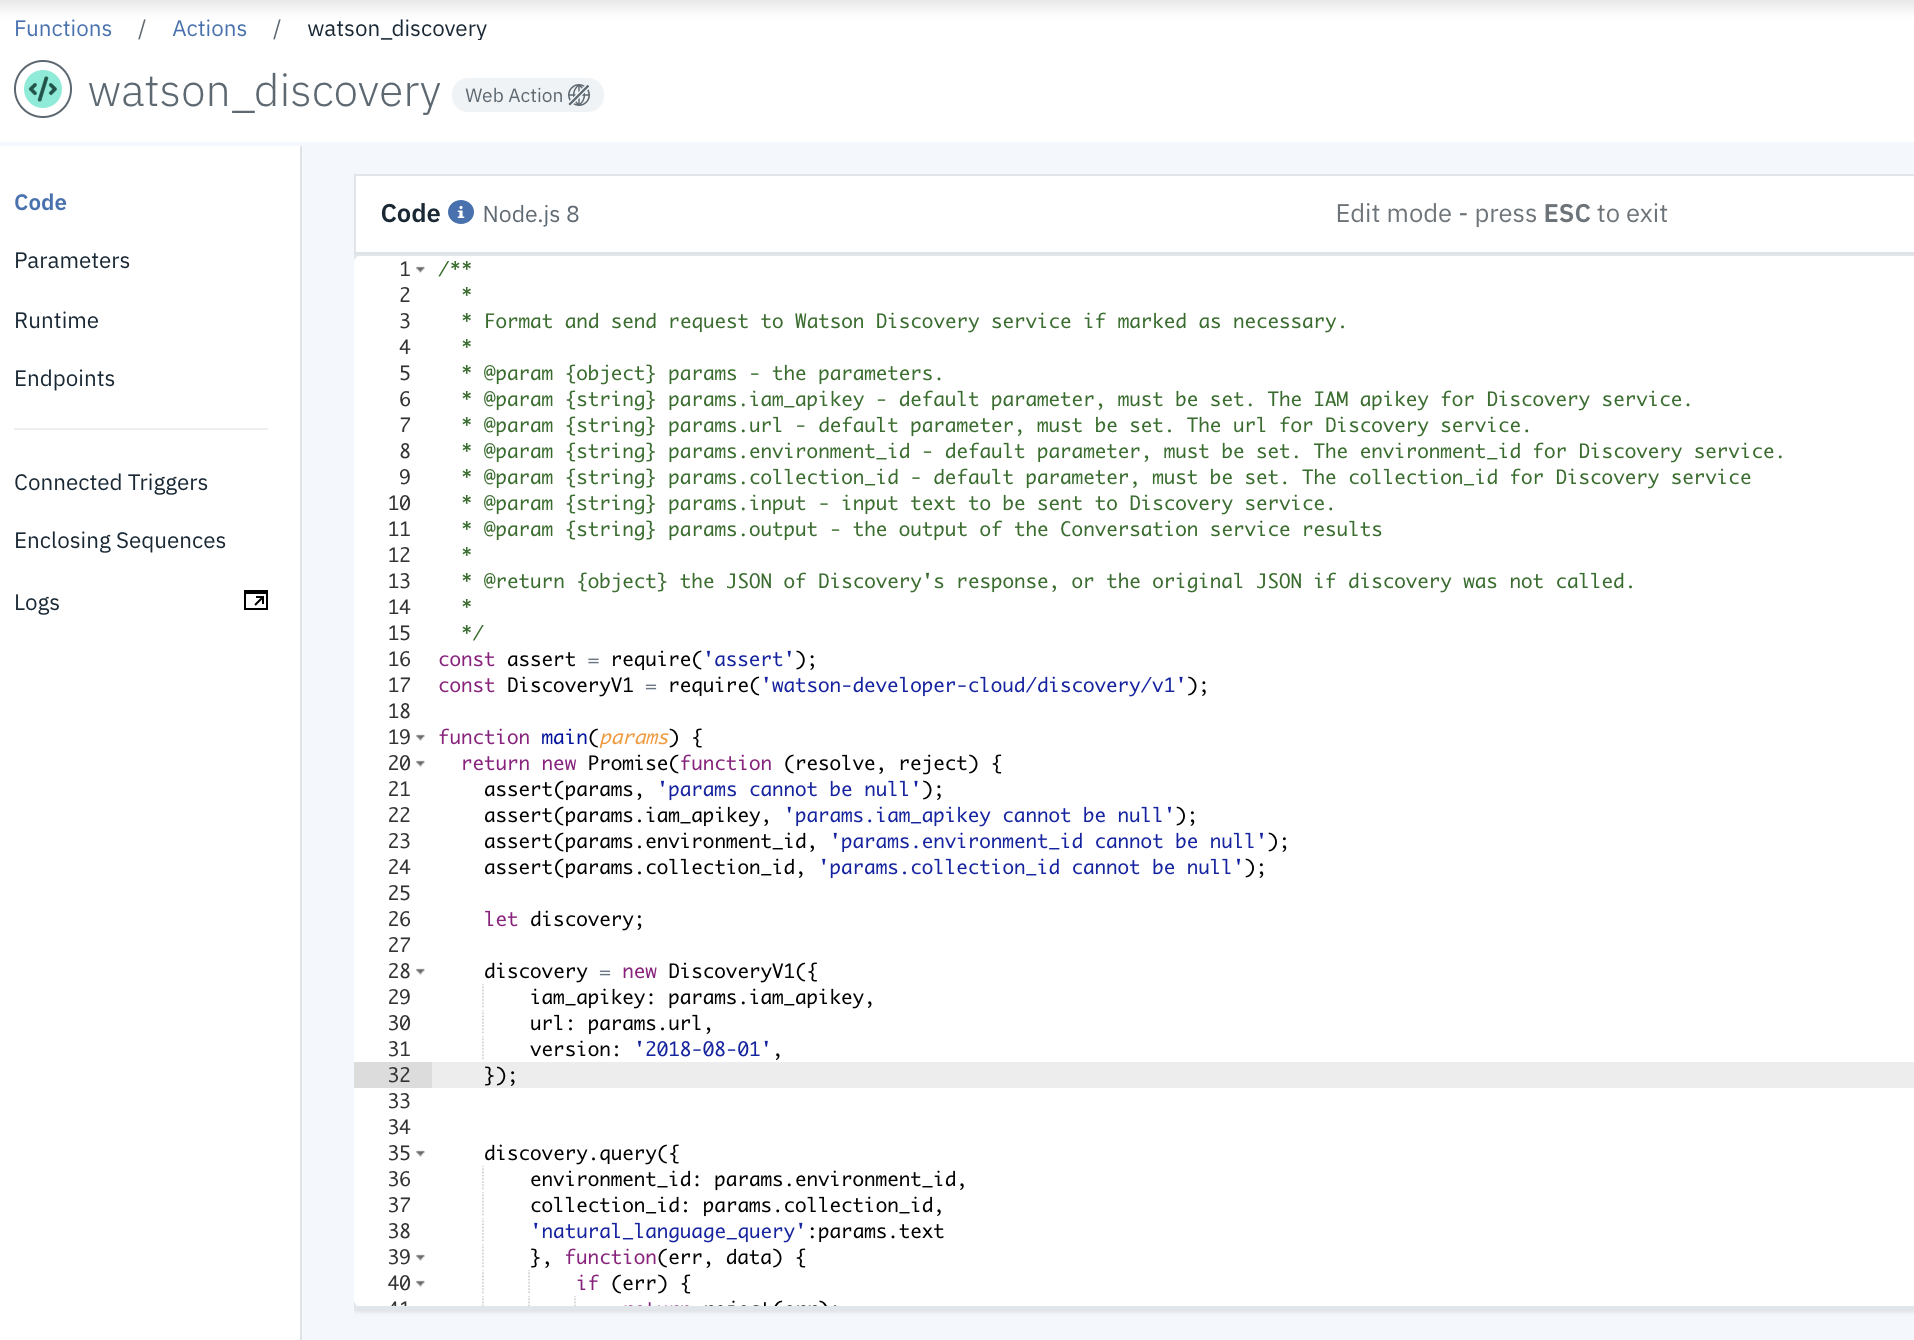 Functions / Actions / watson_discovery
</> watson_discovery Web Action
Code
Parameters
Runtime
Endpoints
Connected Triggers
Enclosing Sequences
Logs
Code i Node.js 8 Edit mode - press ESC to exit
1 /**
2 *
3 * Format and send request to Watson Discovery service if marked as necessary.
4 *
5 * @param {object} params - the parameters.
6 * @param {string} params.iam_apikey - default parameter, must be set. The IAM apikey for Discovery service.
7 * @param {string} params.url - default parameter, must be set. The url for Discovery service.
8 * @param {string} params.environment_id - default parameter, must be set. The environment_id for Discovery service.
9 * @param {string} params.collection_id - default parameter, must be set. The collection_id for Discovery service
10 * @param {string} params.input - input text to be sent to Discovery service.
11 * @param {string} params.output - the output of the Conversation service results
12 *
13 * @return {object} the JSON of Discovery's response, or the original JSON if discovery was not called.
14 *
15 */
16 const assert = require('assert');
17 const DiscoveryV1 = require('watson-developer-cloud/discovery/v1');
18
19 function main(params) {
20 return new Promise(function (resolve, reject) {
21 assert(params, 'params cannot be null');
22 assert(params.iam_apikey, 'params.iam_apikey cannot be null');
23 assert(params.environment_id, 'params.environment_id cannot be null');
24 assert(params.collection_id, 'params.collection_id cannot be null');
25
26 let discovery;
27
28 discovery = new DiscoveryV1({
29 iam_apikey: params.iam_apikey,
30 url: params.url,
31 version: '2018-08-01',
32 });
33
34
35 discovery.query({
36 environment_id: params.environment_id,
37 collection_id: params.collection_id,
38 'natural_language_query':params.text
39 }, function(err, data) {
40 if (err) {
41 return reject(err);